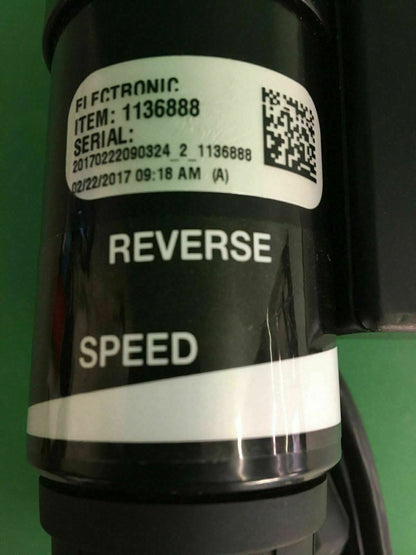 ELECTRONIC
ITEM: 1136888
SERIAL:
20170222090324_2_1136888
02/22/2017 09:18 AM (A)
REVERSE
SPEED